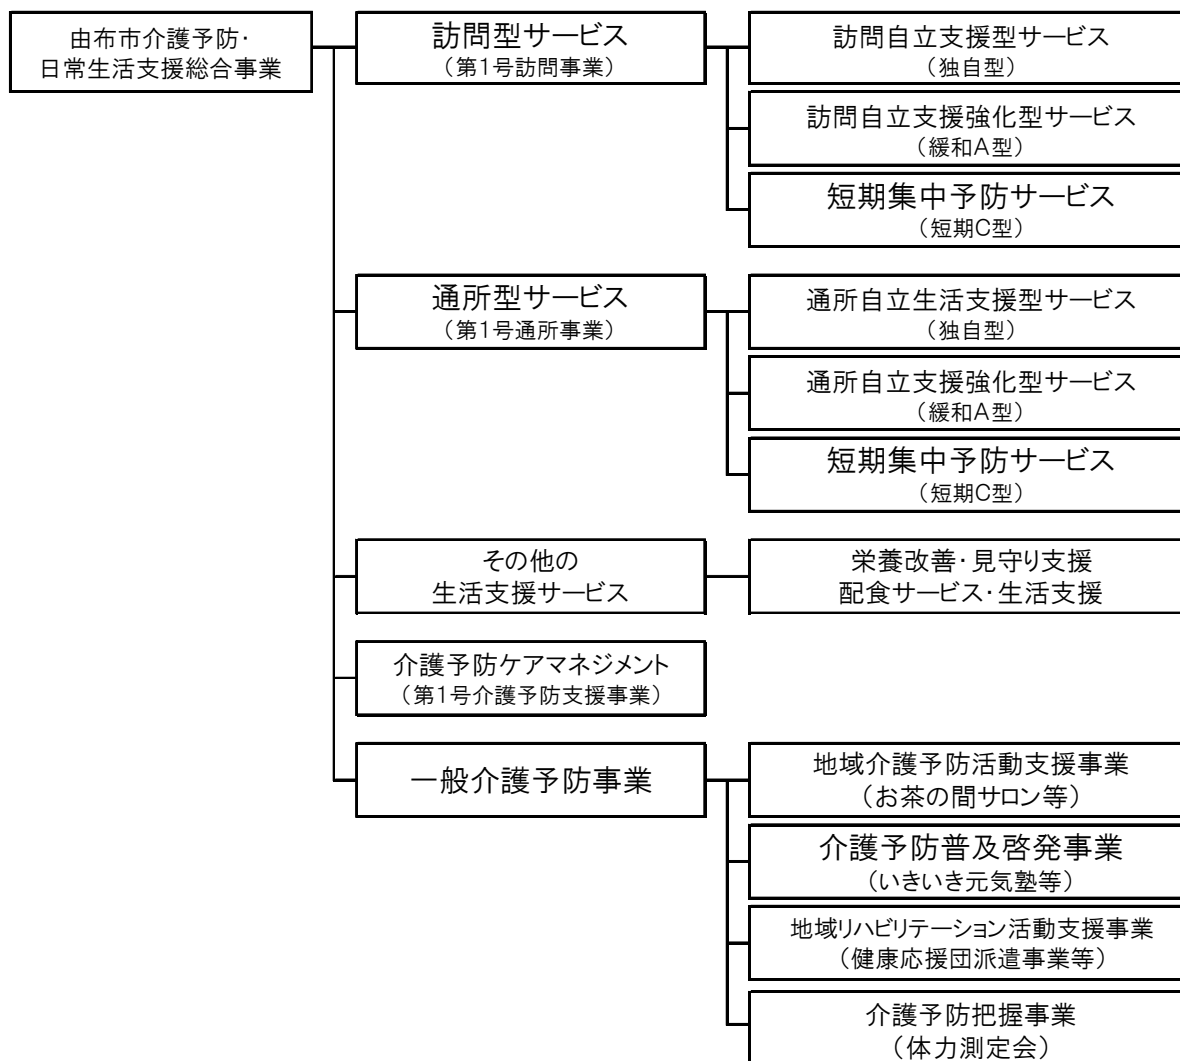 由布市介護予防・
日常生活支援総合事業
訪問型サービス
（第1号訪問事業）
訪問自立支援型サービス
（独自型）
訪問自立支援強化型サービス
（緩和A型）
短期集中予防サービス
（短期C型）
通所型サービス
（第1号通所事業）
通所自立生活支援型サービス
（独自型）
通所自立支援強化型サービス
（緩和A型）
短期集中予防サービス
（短期C型）
その他の
生活支援サービス
栄養改善・見守り支援
配食サービス・生活支援
介護予防ケアマネジメント
（第1号介護予防支援事業）
一般介護予防事業
地域介護予防活動支援事業
（お茶の間サロン等）
介護予防普及啓発事業
（いきいき元気塾等）
地域リハビリテーション活動支援事業
（健康応援団派遣事業等）
介護予防把握事業
（体力測定会）